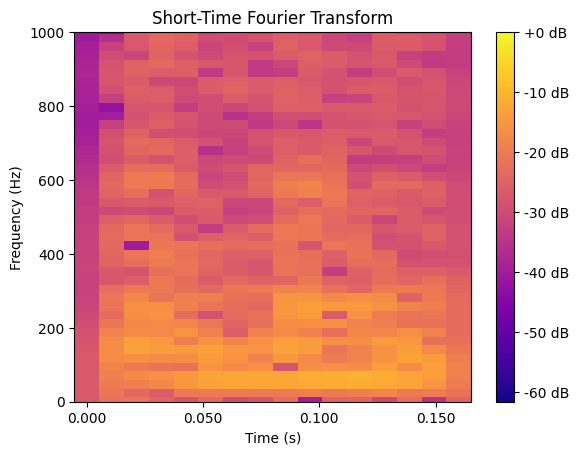 Short-Time Fourier Transform
1000
800
600
400
200
0
Frequency (Hz)
0.000
0.050
0.100
0.150
Time (s)
+0 dB
-10 dB
-20 dB
-30 dB
-40 dB
-50 dB
-60 dB